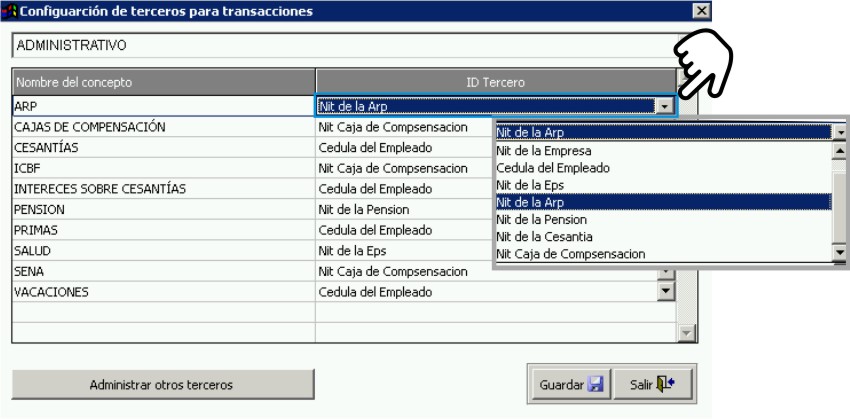 Configuarción de terceros para transacciones
ADMINISTRATIVO
Nombre del concepto ID Tercero
ARP Nit de la Arp
CAJAS DE COMPENSACIÓN Nit Caja de Compsensacion
CESANTÍAS Cedula del Empleado
ICBF Nit Caja de Compsensacion
INTERECES SOBRE CESANTÍAS Cedula del Empleado
PENSION Nit de la Pension
PRIMAS Cedula del Empleado
SALUD Nit de la Eps
SENA Nit Caja de Compsensacion
VACACIONES Cedula del Empleado
Nit de la Arp
Nit de la Empresa
Cedula del Empleado
Nit de la Eps
Nit de la Arp
Nit de la Pension
Nit de la Cesantia
Nit Caja de Compsensacion
Administrar otros terceros
Guardar
Salir